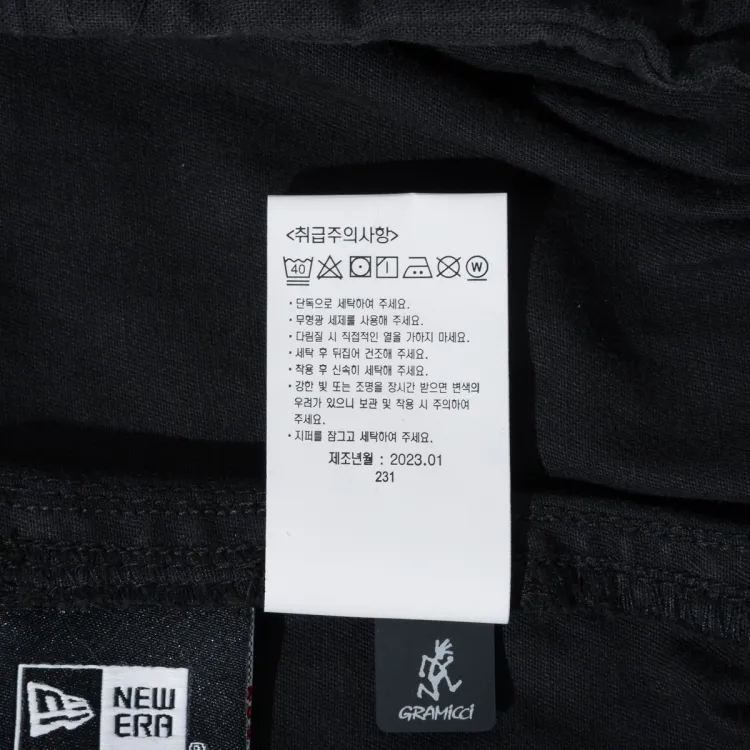 <취급주의사항>
40 W
· 단독으로 세탁하여 주세요.
· 무형광 세제를 사용해 주세요.
· 다림질 시 직접적인 열을 가하지 마세요.
· 세탁 후 뒤집어 건조해 주세요.
· 착용 후 신속히 세탁해 주세요.
· 강한 빛 또는 조명을 장시간 받으면 변색의
우려가 있으니 보관 및 착용 시 주의하여
주세요.
· 지퍼를 잠그고 세탁하여 주세요.
제조년월 : 2023.01
231
NEW
ERA
®
GRAMICCI